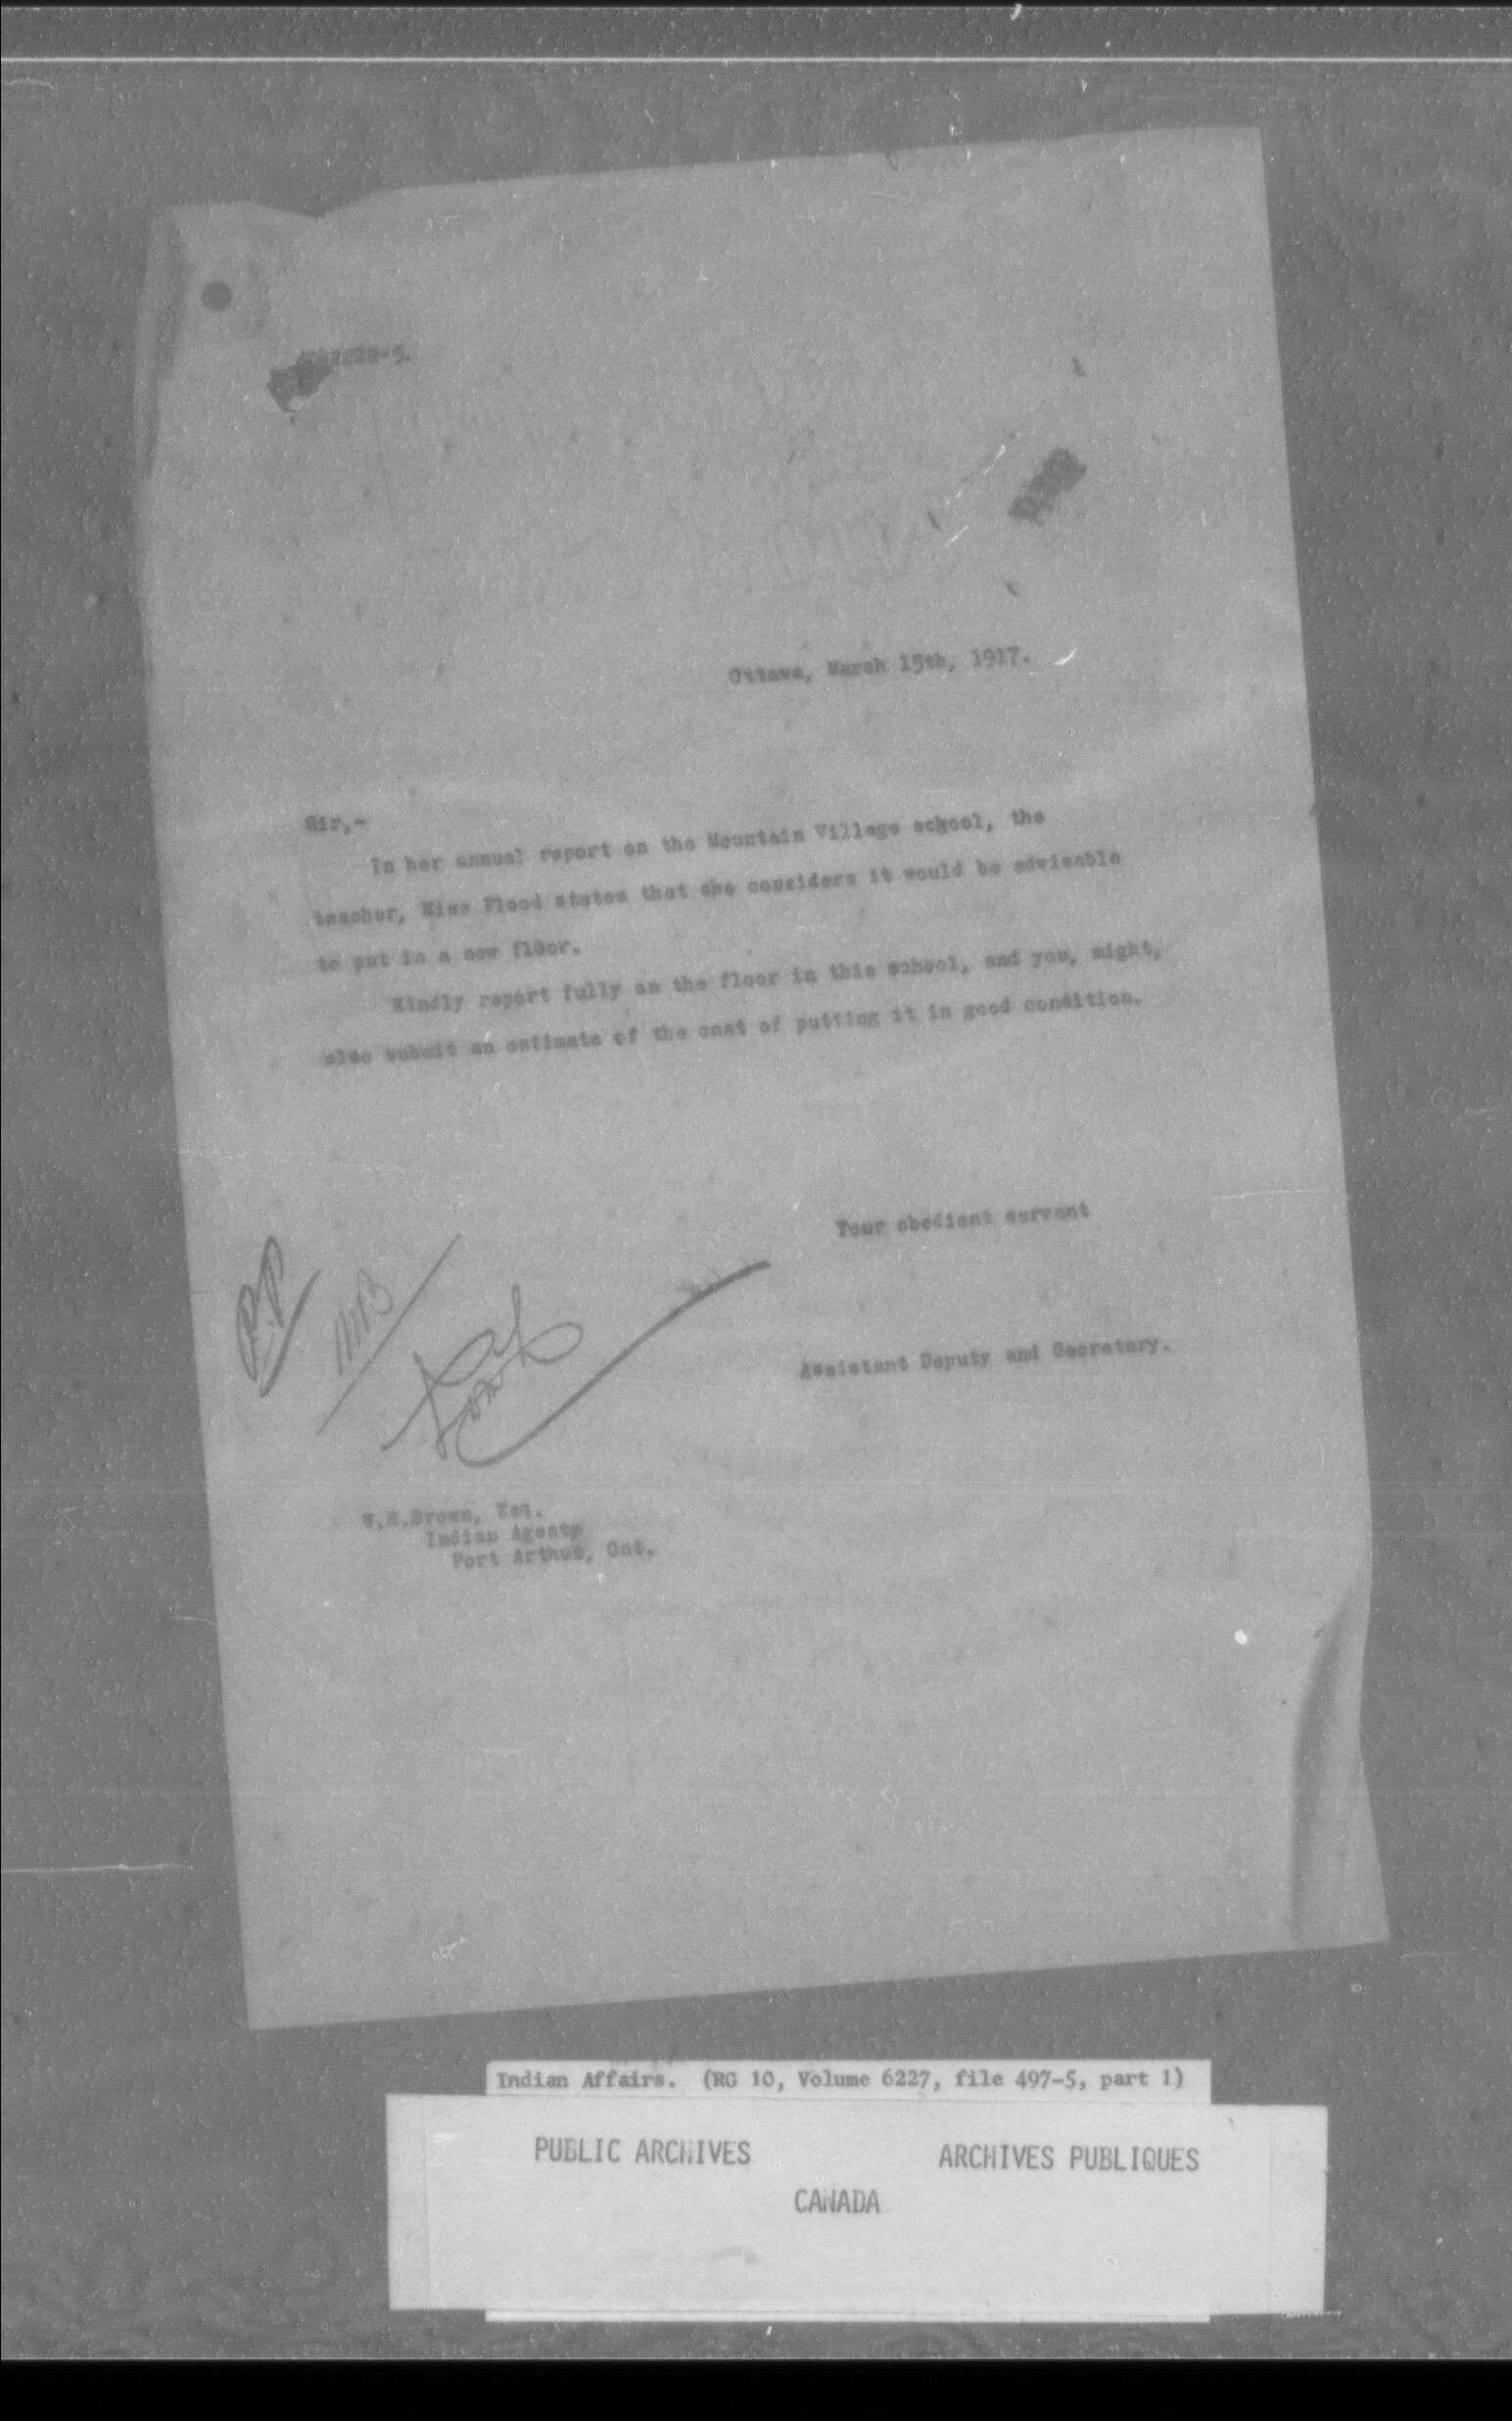 2222-5.
Ottawa, March 15th, 1917.
Sir,-
In her annual report on the Mountain Village school, the
teacher, Miss Flood states that she considers it would be advisable
to put in a new floor.
Kindly report fully on the floor in this school, and you, might,
also submit an estimate of the cost of putting it in good condition.
Your obedient servant
Assistant Deputy and Secretary.
W.R.Brown, Esq.
Indian Agent,
Port Arthur, Ont.
Indian Affairs. (RG 10, Volume 6227, file 497-5, part 1)
PUBLIC ARCHIVES ARCHIVES PUBLIQUES
CANADA